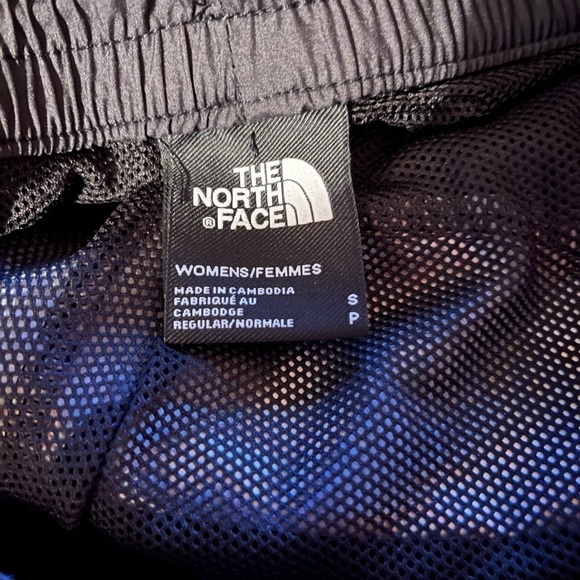 THE
NORTH
®FACE
WOMENS/FEMMES
MADE IN CAMBODIA
FABRIQUÉ AU
CAMBODGE
REGULAR/NORMALE
S
P